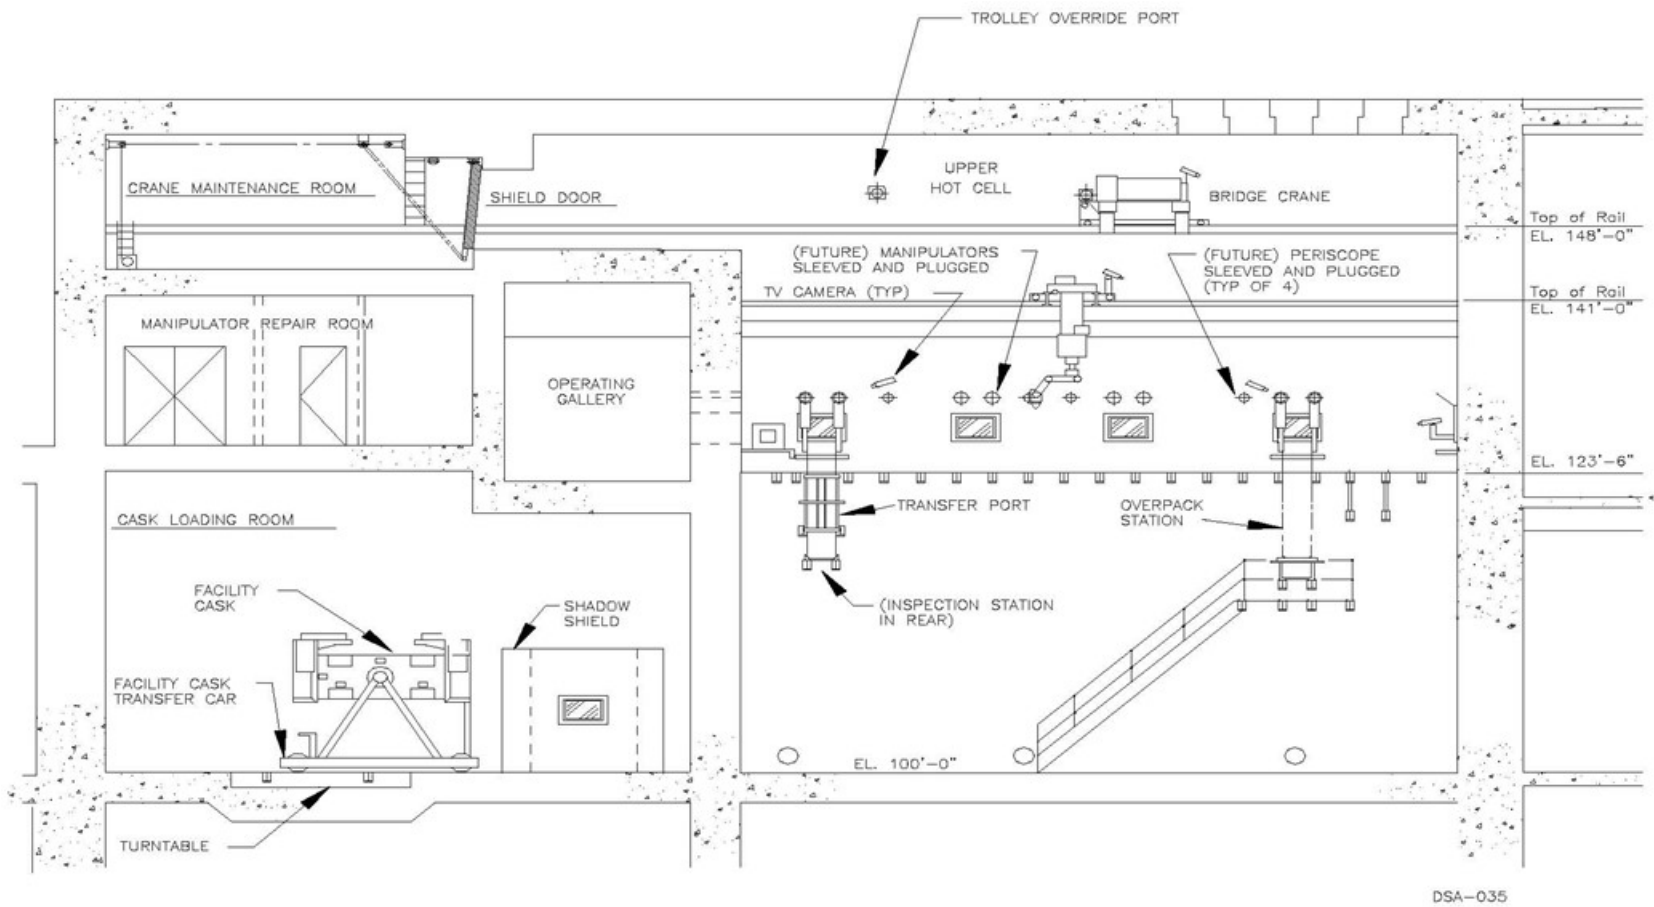 TROLLEY OVERRIDE PORT
UPPER
HOT CELL
CRANE MAINTENANCE ROOM
SHIELD DOOR
BRIDGE CRANE
Top of Rail
EL. 148'-0"
(FUTURE) MANIPULATORS
SLEEVED AND PLUGGED
(FUTURE) PERISCOPE
SLEEVED AND PLUGGED
(TYP OF 4)
TV CAMERA (TYP)
Top of Rail
EL. 141'-0"
MANIPULATOR REPAIR ROOM
OPERATING
GALLERY
EL. 123'-6"
CASK LOADING ROOM
TRANSFER PORT
OVERPACK
STATION
FACILITY
CASK
SHADOW
SHIELD
(INSPECTION STATION
IN REAR)
FACILITY CASK
TRANSFER CAR
EL. 100'-0"
TURNTABLE
DSA-035